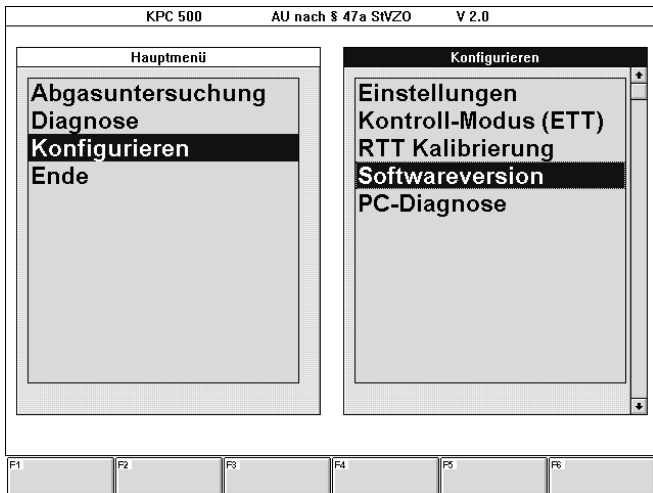 KPC 500 AU nach § 47a StVZO V 2.0
Hauptmenü
Abgasuntersuchung
Diagnose
Konfigurieren
Ende
Konfigurieren
Einstellungen
Kontroll-Modus (ETT)
RTT Kalibrierung
Softwareversion
PC-Diagnose
F1 F2 F3 F4 F5 F6